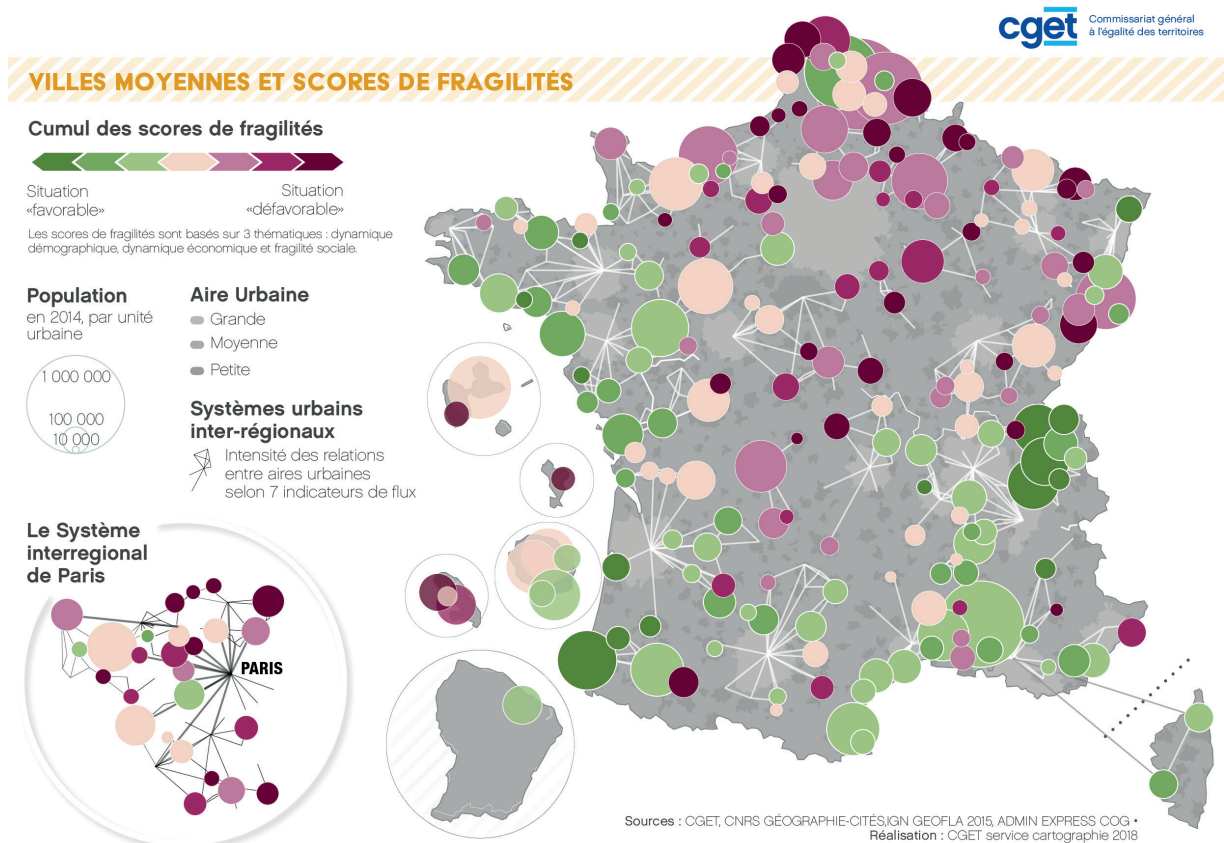 cget
Commissariat général
à l'égalité des territoires
VILLES MOYENNES ET SCORES DE FRAGILITÉS
Cumul des scores de fragilités
Situation
«favorable»
Situation
«défavorable»
Les scores de fragilités sont basés sur 3 thématiques : dynamique
démographique, dynamique économique et fragilité sociale.
Population
en 2014, par unité
urbaine
1 000 000
100 000
10 000
Aire Urbaine
Grande
Moyenne
Petite
Systèmes urbains
inter-régionaux
Intensité des relations
entre aires urbaines
selon 7 indicateurs de flux
Le Système
interregional
de Paris
PARIS
Sources : CGET, CNRS GÉOGRAPHIE-CITÉS,IGN GEOFLA 2015, ADMIN EXPRESS COG •
Réalisation : CGET service cartographie 2018